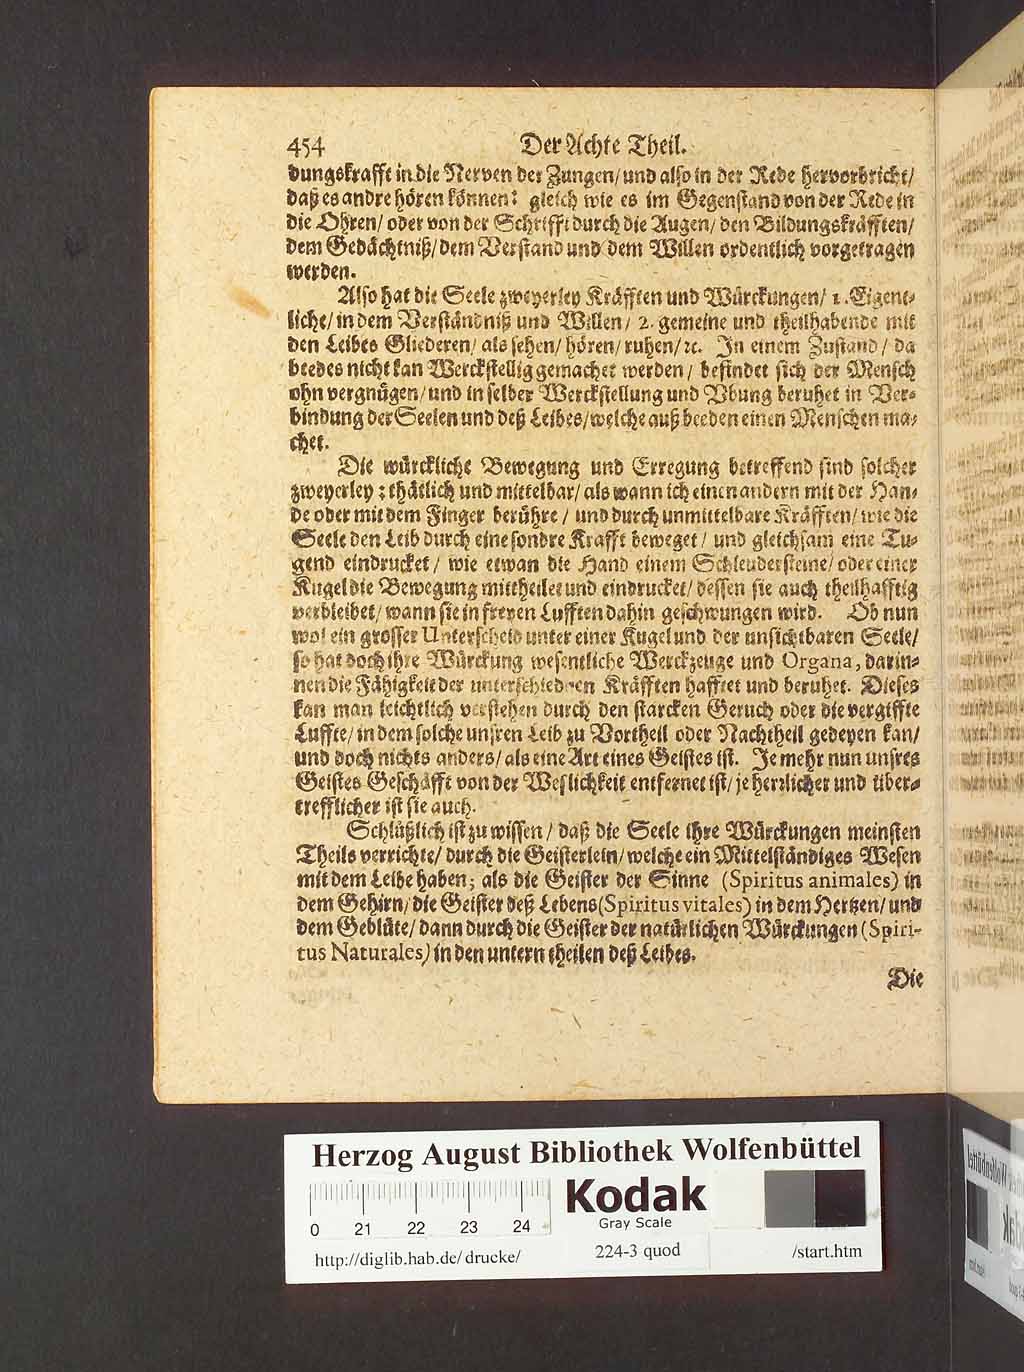 454 Der Achte Theil.
dungskrafft in die Nerven der Zungen/ und also in der Rede hervorbricht/
daß es andre hören können: gleich wie es im Gegenstand von der Rede in
die Ohren/ oder von der Schrifft durch die Augen/ den Bildungskräfften/
dem Gedächtniß/ dem Verstand und dem Willen ordentlich vorgetragen
werden.
Also hat die Seele zweyerley Kräfften und Würckungen/ 1. Eigent-
liche/ in dem Verständniß und Willen/ 2. gemeine und theilhabende mit
den Leibes Gliederen/ als sehen/ hören/ ruhen/ ꝛc. In einem Zustand/ da
beedes nicht kan Werckstellig gemachet werden/ befindet sich der Mensch
ohn vergnügen/ und in selber Werckstellung und Vbung beruhet in Ver-
bindung der Seelen und deß Leibes/ welche auß beeden einen Menschen ma-
chet.
Die würckliche Bewegung und Erregung betreffend sind solcher
zweyerley; thätlich und mittelbar/ als wann ich einen andern mit der Han-
de oder mit dem Finger berühre/ und durch unmittelbare Kräfften/ wie die
Seele den Leib durch eine sondre Krafft beweget/ und gleichsam eine Tu-
gend eindrucket/ wie etwan die Hand einem Schleudersteine/ oder einer
Kugel die Bewegung mittheilet und eindrucket/ dessen sie auch theilhafftig
verbleibet/ wann sie in freyen Lufften dahin geschwungen wird. Ob nun
wol ein grosser Unterscheid unter einer Kugel und der unsichtbaren Seele/
so hat doch ihre Würckung wesentliche Werckzeuge und Organa, darin-
nen die Fähigkeit der unterschiednen Kräfften hafftet und beruhet. Dieses
kan man leichtlich verstehen durch den starcken Geruch oder die vergiffte
Luffte/ in dem solche unsren Leib zu Vortheil oder Nachtheil gedeyen kan/
und doch nichts anders/ als eine Art eines Geistes ist. Je mehr nun unsres
Geistes Geschäfft von der Weslichkeit entfernet ist/ je herrlicher und über-
trefflicher ist sie auch.
Schlüßlich ist zu wissen/ daß die Seele ihre Würckungen meinsten
Theils verrichte/ durch die Geisterlein/ welche ein Mittelständiges Wesen
mit dem Leibe haben; als die Geister der Sinne (Spiritus animales) in
dem Gehirn/ die Geister deß Lebens (Spiritus vitales) in dem Hertzen/ und
dem Geblüte/ dann durch die Geister der natürlichen Würckungen (Spiri-
tus Naturales) in den untern theilen deß Leibes.
Die
Herzog August Bibliothek Wolfenbüttel
0 21 22 23 24
Kodak
Gray Scale
http://diglib.hab.de/ drucke/ 224-3 quod /start.htm